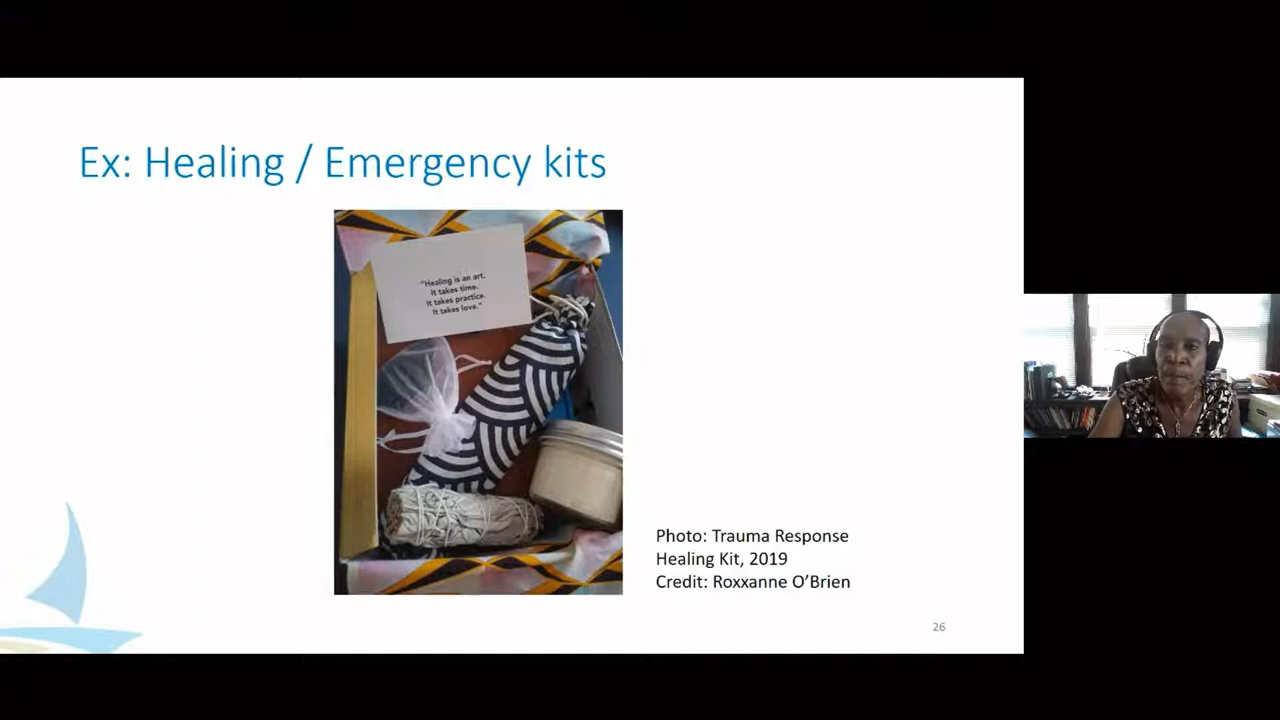 Ex: Healing / Emergency kits
“Healing is an art.
It takes time.
It takes practice.
It takes love.”
Photo: Trauma Response
Healing Kit, 2019
Credit: Roxxanne O’Brien
26